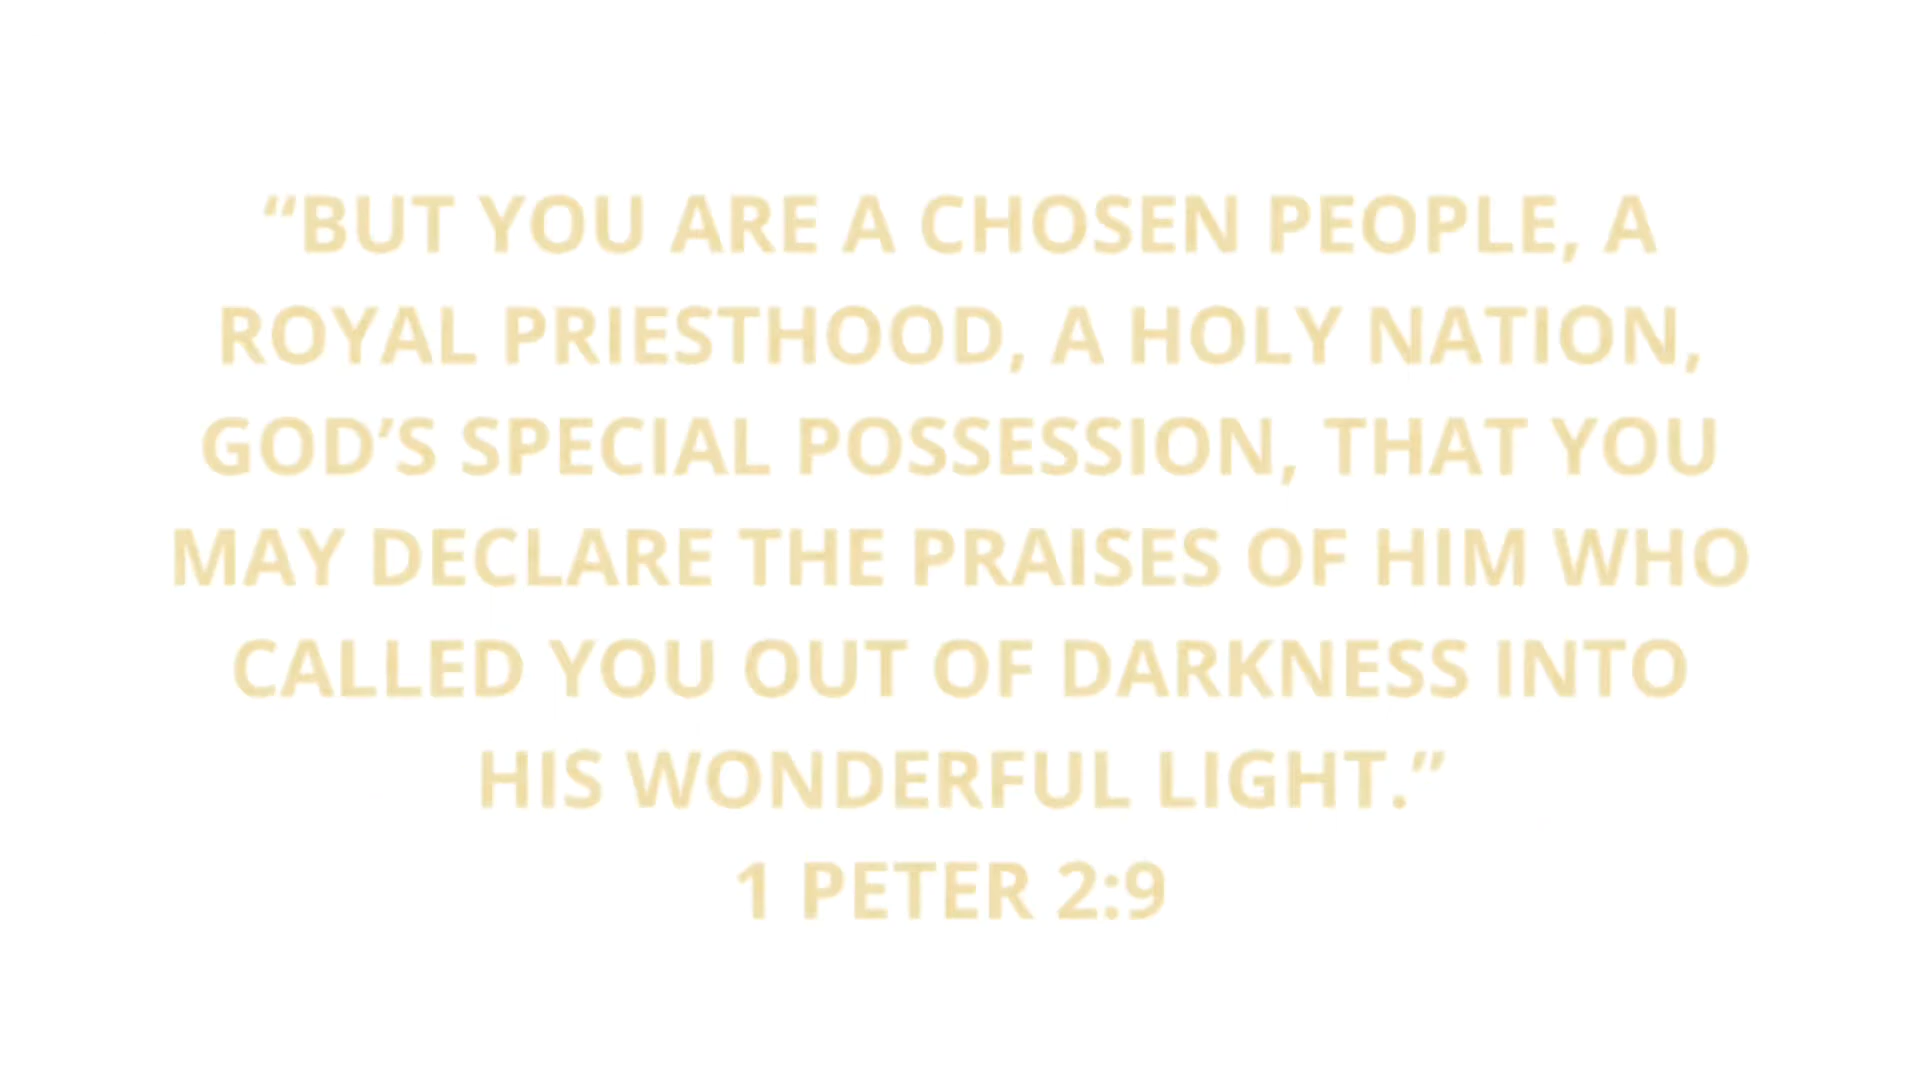 “BUT YOU ARE A CHOSEN PEOPLE, A
ROYAL PRIESTHOOD, A HOLY NATION,
GOD’S SPECIAL POSSESSION, THAT YOU
MAY DECLARE THE PRAISES OF HIM WHO
CALLED YOU OUT OF DARKNESS INTO
HIS WONDERFUL LIGHT.”
1 PETER 2:9